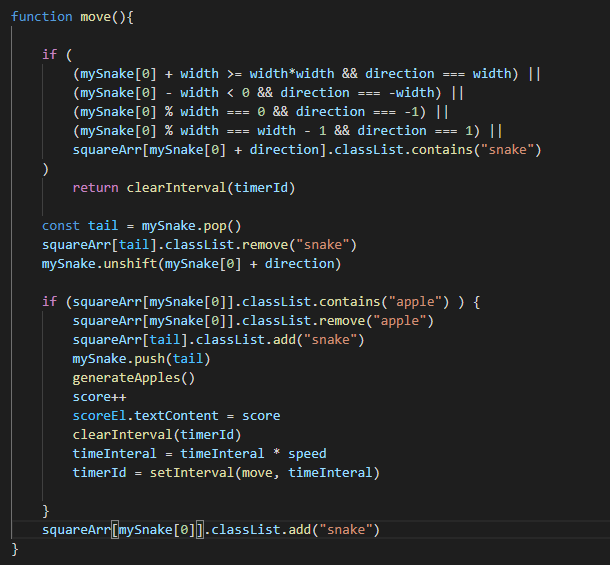 function move(){
if (
(mySnake[0] + width >= width*width && direction === width) ||
(mySnake[0] - width < 0 && direction === -width) ||
(mySnake[0] % width === 0 && direction === -1) ||
(mySnake[0] % width === width - 1 && direction === 1) ||
squareArr[mySnake[0] + direction].classList.contains("snake")
)
return clearInterval(timerId)
const tail = mySnake.pop()
squareArr[tail].classList.remove("snake")
mySnake.unshift(mySnake[0] + direction)
if (squareArr[mySnake[0]].classList.contains("apple") ) {
squareArr[mySnake[0]].classList.remove("apple")
squareArr[tail].classList.add("snake")
mySnake.push(tail)
generateApples()
score++
scoreEl.textContent = score
clearInterval(timerId)
timeInteral = timeInteral * speed
timerId = setInterval(move, timeInteral)
}
squareArr[mySnake[0]].classList.add("snake")
}